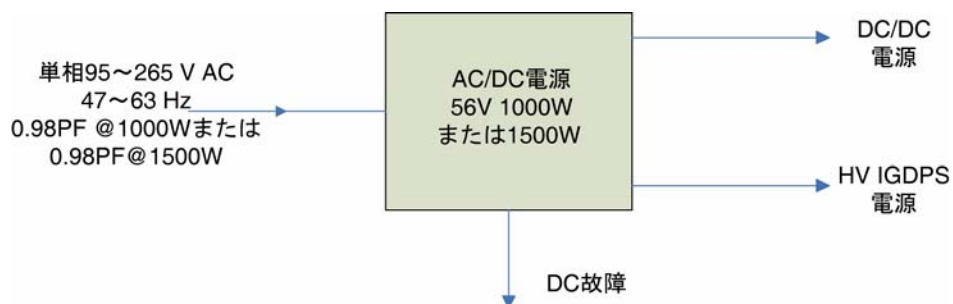 単相95～265 V AC
47～63 Hz
0.98PF @1000Wまたは
0.98PF@1500W
AC/DC電源
56V 1000W
または1500W
DC/DC
電源
HV IGDPS
電源
DC故障